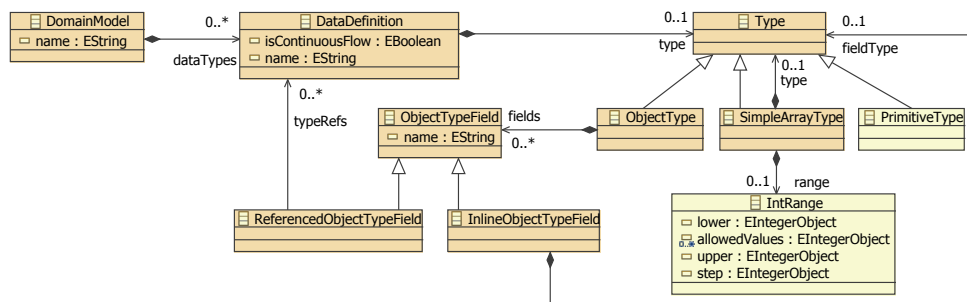 DomainModel
name : EString
0..*
dataTypes
DataDefinition
isContinuousFlow : EBoolean
name : EString
0..1
type
Type
0..1
fieldType
0..*
typeRefs
ObjectTypeField
name : EString
fields
0..*
ObjectType
0..1
type
SimpleArrayType
PrimitiveType
0..1
range
ReferencedObjectTypeField
InlineObjectTypeField
IntRange
lower : EIntegerObject
allowedValues : EIntegerObject
0..*
upper : EIntegerObject
step : EIntegerObject